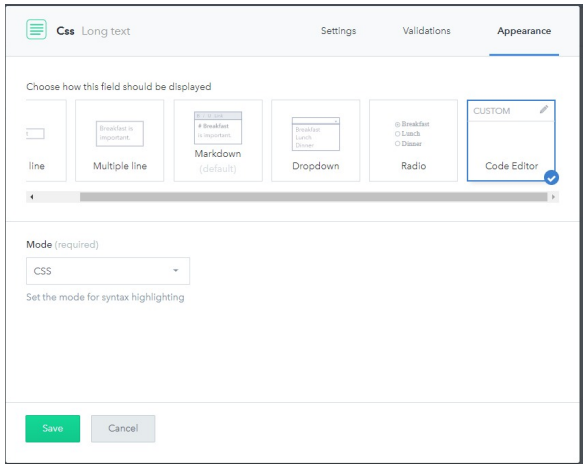 Css Long text
Settings
Validations
Appearance
Choose how this field should be displayed
line
Breakfast is
important.
Multiple line
# Breakfast
is important.
Markdown
(default)
Breakfast
Lunch
Dinner
Dropdown
Breakfast
Lunch
Dinner
Radio
CUSTOM
Code Editor
Mode (required)
CSS
Set the mode for syntax highlighting
Save
Cancel